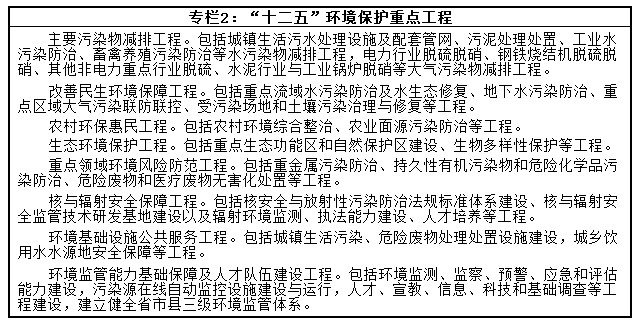 专栏2：“十二五”环境保护重点工程
主要污染物减排工程。包括城镇生活污水处理设施及配套管网、污泥处理处置、工业水
污染防治、畜禽养殖污染防治等水污染物减排工程，电力行业脱硫脱硝、钢铁烧结机脱硫脱
硝、其他非电力重点行业脱硫、水泥行业与工业锅炉脱硝等大气污染物减排工程。
改善民生环境保障工程。包括重点流域水污染防治及水生态修复、地下水污染防治、重
点区域大气污染联防联控、受污染场地和土壤污染治理与修复等工程。
农村环保惠民工程。包括农村环境综合整治、农业面源污染防治等工程。
生态环境保护工程。包括重点生态功能区和自然保护区建设、生物多样性保护等工程。
重点领域环境风险防范工程。包括重金属污染防治、持久性有机污染物和危险化学品污
染防治、危险废物和医疗废物无害化处置等工程。
核与辐射安全保障工程。包括核安全与放射性污染防治法规标准体系建设、核与辐射安
全监管技术研发基地建设以及辐射环境监测、执法能力建设、人才培养等工程。
环境基础设施公共服务工程。包括城镇生活污染、危险废物处理处置设施建设，城乡饮
用水水源地安全保障等工程。
环境监管能力基础保障及人才队伍建设工程。包括环境监测、监察、预警、应急和评估
能力建设，污染源在线自动监控设施建设与运行，人才、宣教、信息、科技和基础调查等工
程建设，建立健全省市县三级环境监管体系。